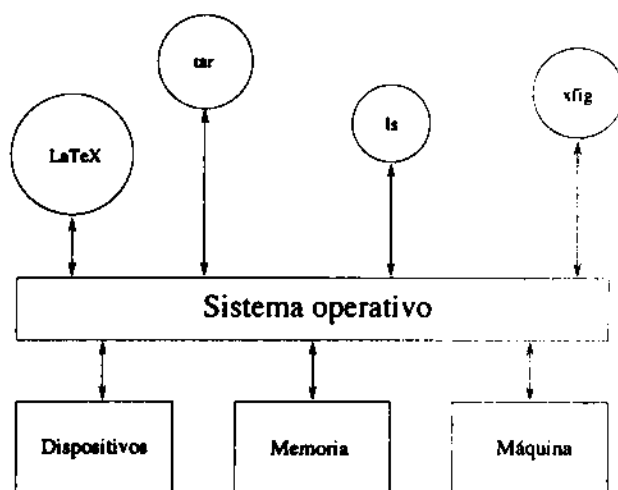 tar
xfig
ls
LaTeX
Sistema operativo
Dispositivos
Memoria
Máquina